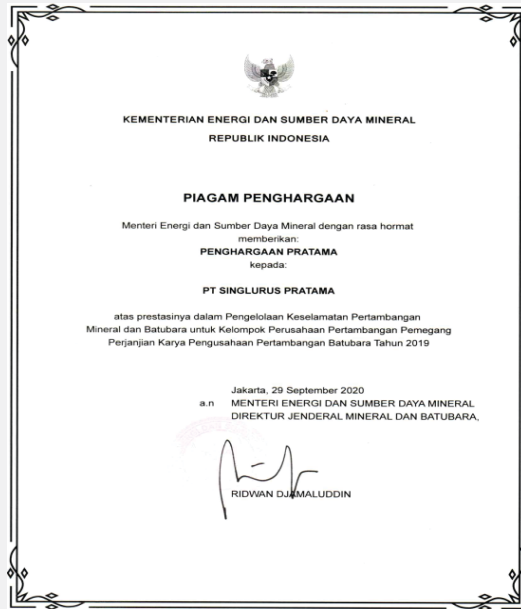 KEMENTERIAN ENERGI DAN SUMBER DAYA MINERAL
REPUBLIK INDONESIA
PIAGAM PENGHARGAAN
Menteri Energi dan Sumber Daya Mineral dengan rasa hormat
memberikan:
PENGHARGAAN PRATAMA
kepada:
PT SINGLURUS PRATAMA
atas prestasinya dalam Pengelolaan Keselamatan Pertambangan
Mineral dan Batubara untuk Kelompok Perusahaan Pertambangan Pemegang
Perjanjian Karya Pengusahaan Pertambangan Batubara Tahun 2019
Jakarta, 29 September 2020
a.n MENTERI ENERGI DAN SUMBER DAYA MINERAL
DIREKTUR JENDERAL MINERAL DAN BATUBARA,
RIDWAN DJAMALUDDIN